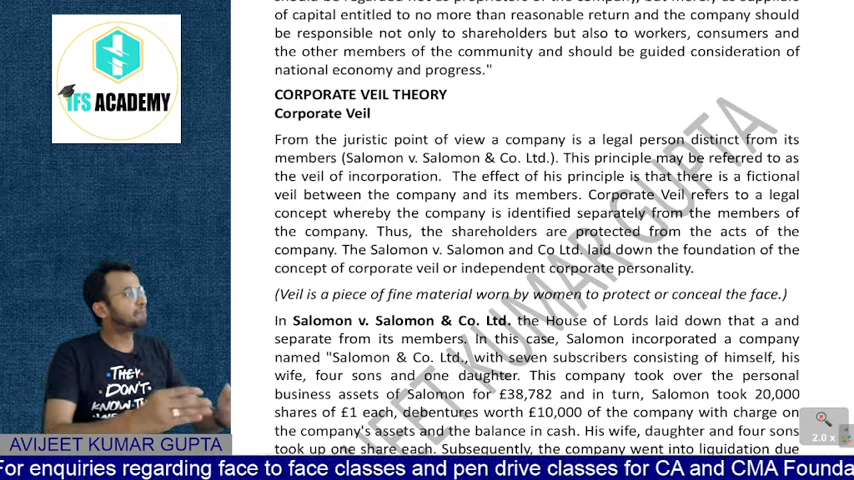 should be regarded not as proprietors of the company, but merely as suppliers
of capital entitled to no more than reasonable return and the company should
be responsible not only to shareholders but also to workers, consumers and
the other members of the community and should be guided consideration of
national economy and progress."
CORPORATE VEIL THEORY
Corporate Veil
From the juristic point of view a company is a legal person distinct from its
members (Salomon v. Salomon & Co. Ltd.). This principle may be referred to as
the veil of incorporation. The effect of his principle is that there is a fictional
veil between the company and its members. Corporate Veil refers to a legal
concept whereby the company is identified separately from the members of
the company. Thus, the shareholders are protected from the acts of the
company. The Salomon v. Salomon and Co Ltd. laid down the foundation of the
concept of corporate veil or independent corporate personality.
(Veil is a piece of fine material worn by women to protect or conceal the face.)
In Salomon v. Salomon & Co. Ltd. the House of Lords laid down that a and
separate from its members. In this case, Salomon incorporated a company
named "Salomon & Co. Ltd., with seven subscribers consisting of himself, his
wife, four sons and one daughter. This company took over the personal
business assets of Salomon for £38,782 and in turn, Salomon took 20,000
shares of £1 each, debentures worth £10,000 of the company with charge on
the company's assets and the balance in cash. His wife, daughter and four sons
took up one share each. Subsequently, the company went into liquidation due
IFS ACADEMY
THEY
DON'T
KNOW
AVIJEET KUMAR GUPTA
2.0 x
EET KUMAR GUPTA
For enquiries regarding face to face classes and pen drive classes for CA and CMA Founda